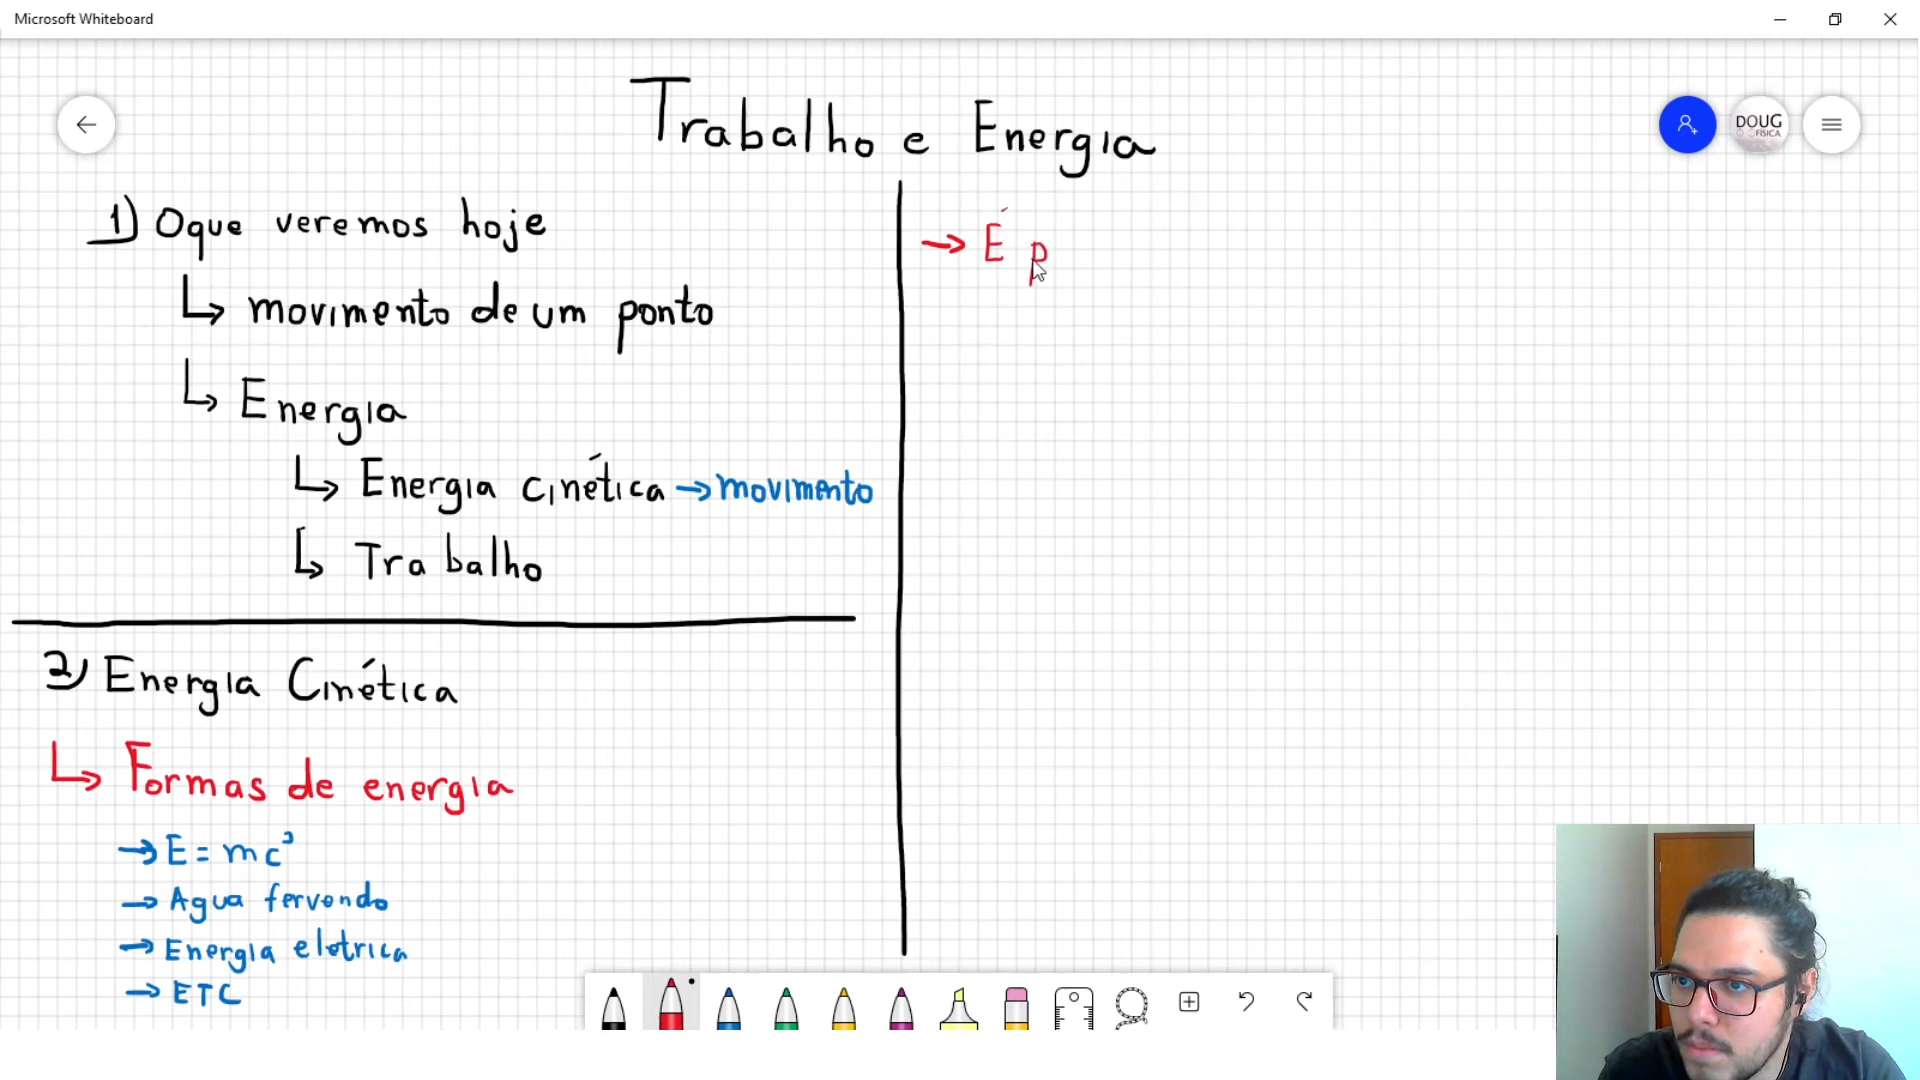 Microsoft Whiteboard
Trabalho e Energia
DOUG
FÍSICA
1) Oque veremos hoje
↳ movimento de um ponto
↳ Energia
↳ Energia cinética → movimento
↳ Trabalho
2) Energia Cinética
↳ Formas de energia
→ E = mc²
→ Agua fervendo
→ Energia eletrica
→ ETC
→ É p